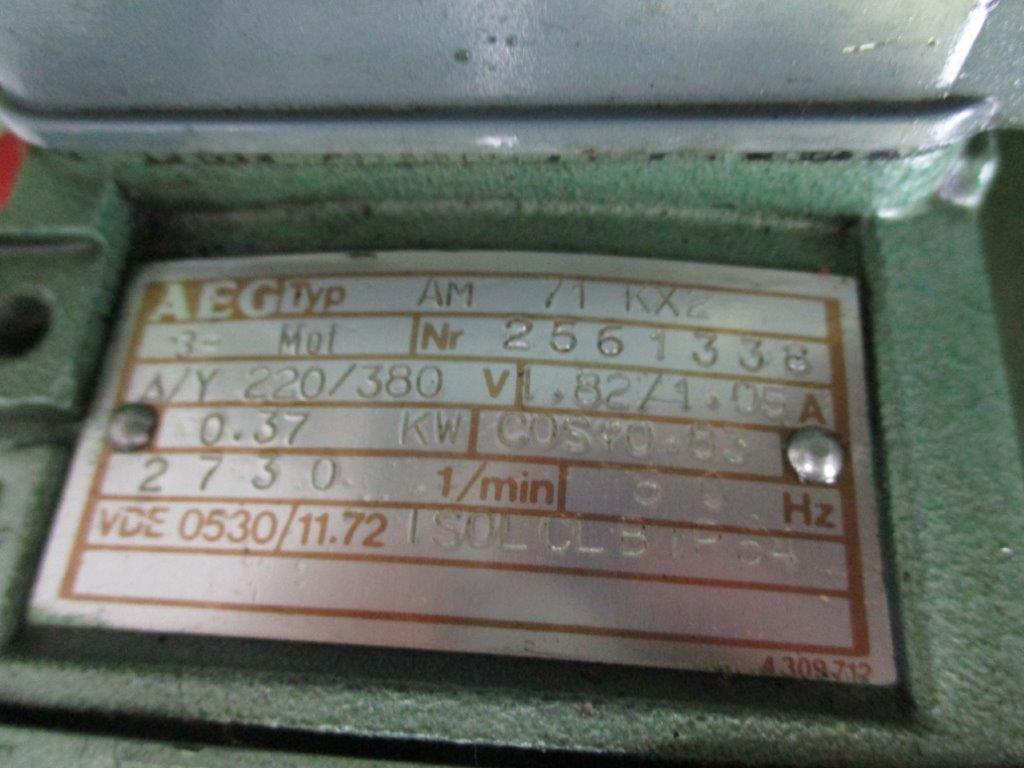 AEG Typ AM 71 KX2
3~ Mot Nr 2561338
Δ/Y 220/380 V 1.82/1.05 A
0.37 KW COSφ0.83
2730 1/min 50 Hz
VDE 0530/11.72 ISOL CL B IP 54
4.309.712